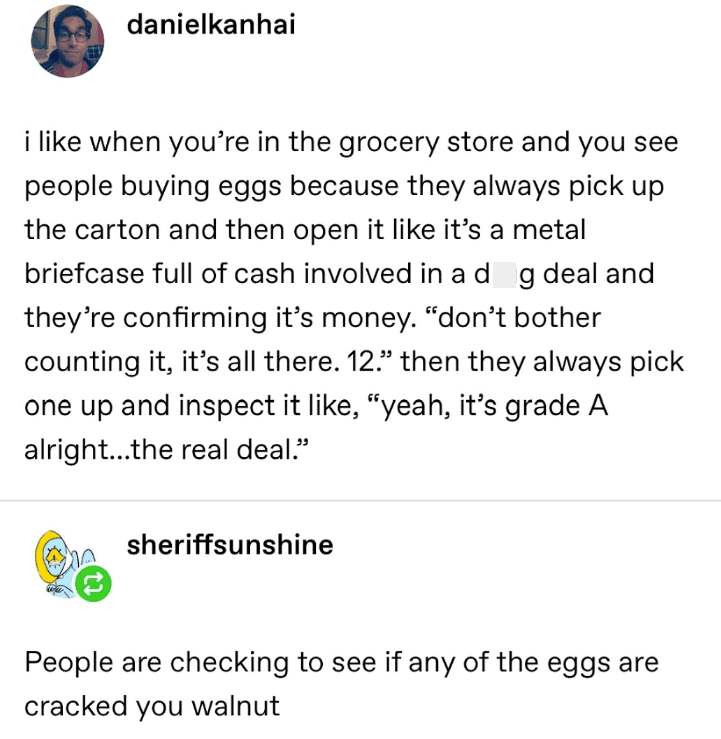 danielkanhai
i like when you’re in the grocery store and you see
people buying eggs because they always pick up
the carton and then open it like it’s a metal
briefcase full of cash involved in a d g deal and
they’re confirming it’s money. “don’t bother
counting it, it’s all there. 12.” then they always pick
one up and inspect it like, “yeah, it’s grade A
alright...the real deal.”
sheriffsunshine
People are checking to see if any of the eggs are
cracked you walnut